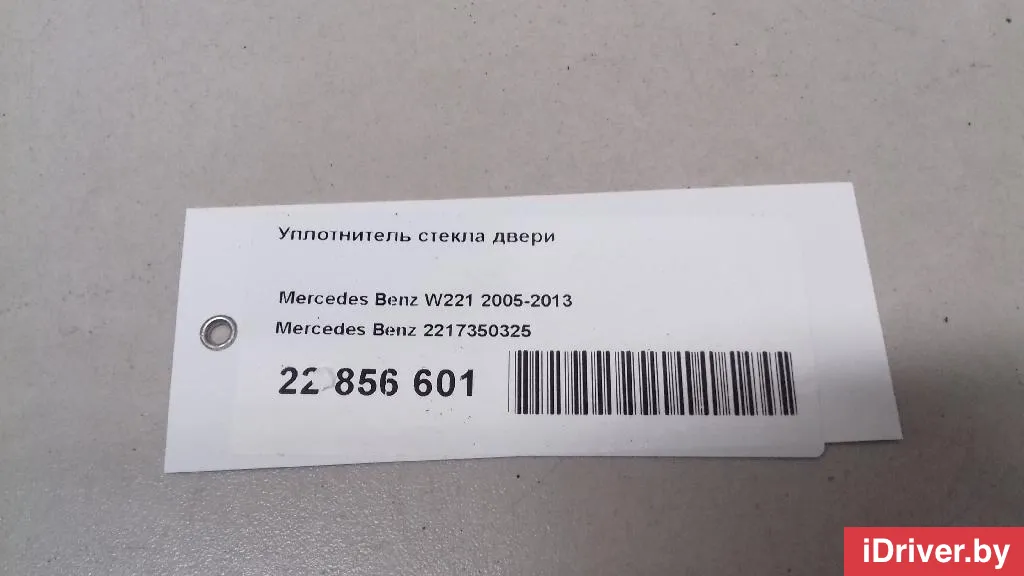 Уплотнитель стекла двери
Mercedes Benz W221 2005-2013
Mercedes Benz 2217350325
22 856 601
iDriver.by